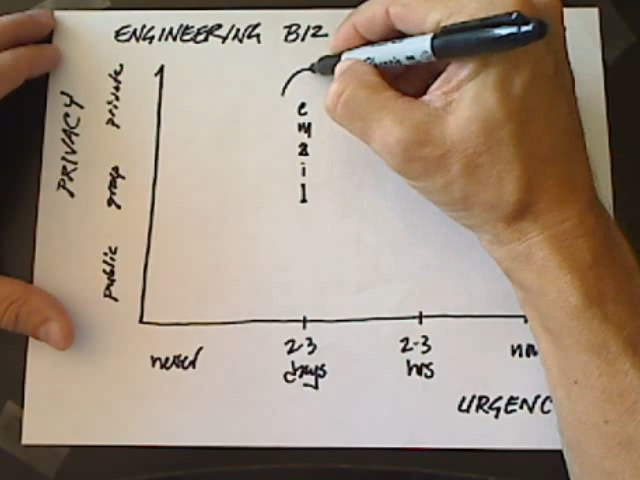 ENGINEERING BIZ
PRIVACY
private
group
public
email
never
2-3
days
2-3
hrs
URGENC